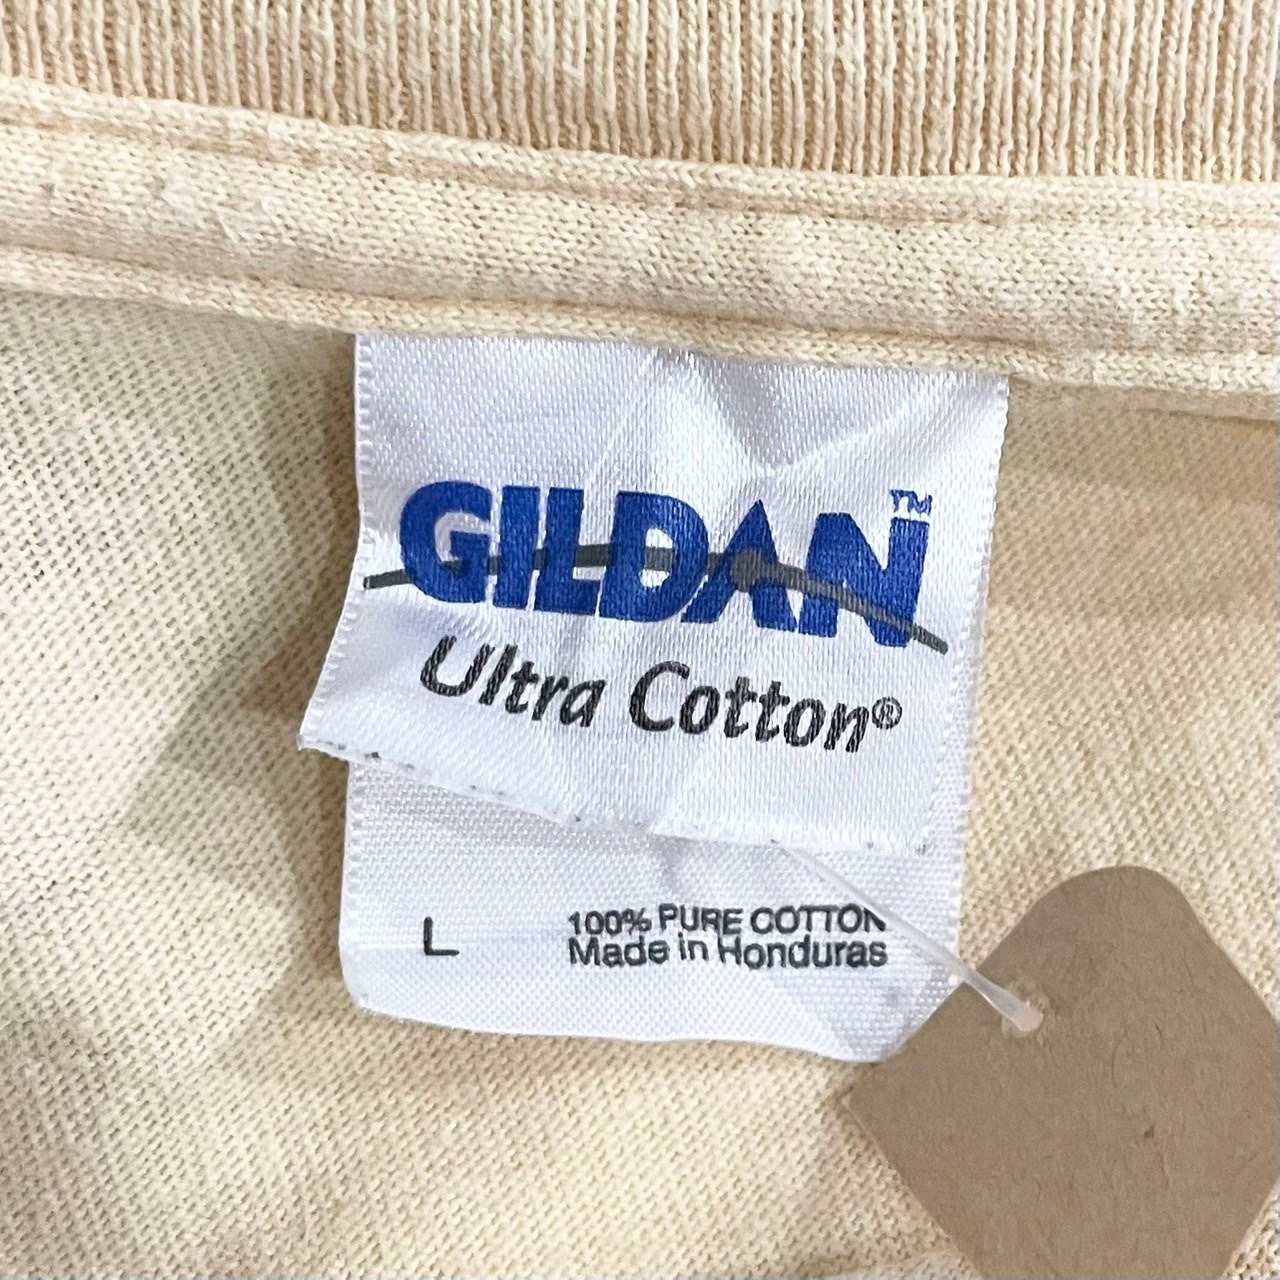 GILDAN™
Ultra Cotton®
L
100% PURE COTTON
Made in Honduras